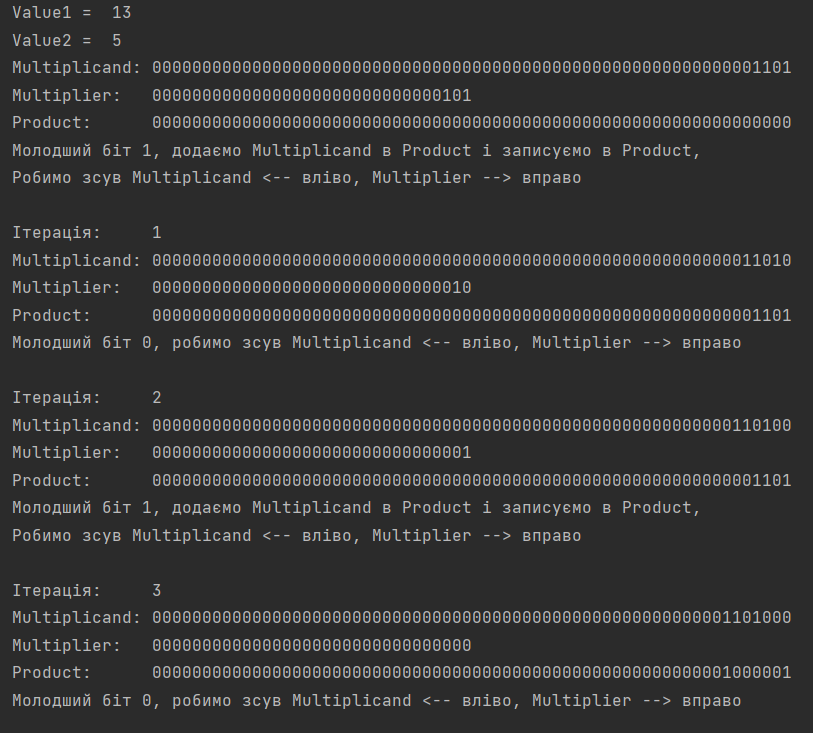 Value1 =  13
Value2 =  5
Multiplicand: 0000000000000000000000000000000000000000000000000000000000001101
Multiplier:   00000000000000000000000000000101
Product:      0000000000000000000000000000000000000000000000000000000000000000
Молодший біт 1, додаємо Multiplicand в Product і записуємо в Product,
Робимо зсув Multiplicand <-- вліво, Multiplier --> вправо
Ітерація:     1
Multiplicand: 0000000000000000000000000000000000000000000000000000000000011010
Multiplier:   00000000000000000000000000000010
Product:      0000000000000000000000000000000000000000000000000000000000001101
Молодший біт 0, робимо зсув Multiplicand <-- вліво, Multiplier --> вправо
Ітерація:     2
Multiplicand: 0000000000000000000000000000000000000000000000000000000000110100
Multiplier:   00000000000000000000000000000001
Product:      0000000000000000000000000000000000000000000000000000000000001101
Молодший біт 1, додаємо Multiplicand в Product і записуємо в Product,
Робимо зсув Multiplicand <-- вліво, Multiplier --> вправо
Ітерація:     3
Multiplicand: 0000000000000000000000000000000000000000000000000000000001101000
Multiplier:   00000000000000000000000000000000
Product:      0000000000000000000000000000000000000000000000000000000001000001
Молодший біт 0, робимо зсув Multiplicand <-- вліво, Multiplier --> вправо